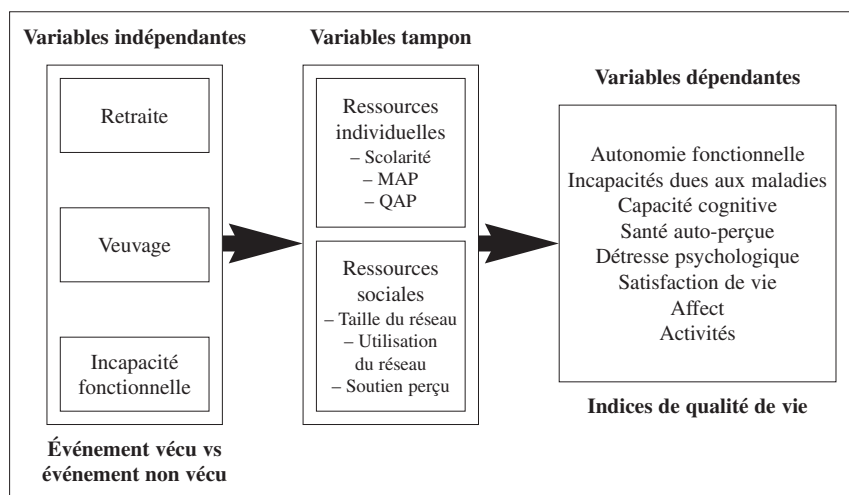 Variables indépendantes
Retraite
Veuvage
Incapacité
fonctionnelle
Événement vécu vs
événement non vécu
Variables tampon
Ressources
individuelles
– Scolarité
– MAP
– QAP
Ressources
sociales
– Taille du réseau
– Utilisation
du réseau
– Soutien perçu
Variables dépendantes
Autonomie fonctionnelle
Incapacités dues aux maladies
Capacité cognitive
Santé auto-perçue
Détresse psychologique
Satisfaction de vie
Affect
Activités
Indices de qualité de vie